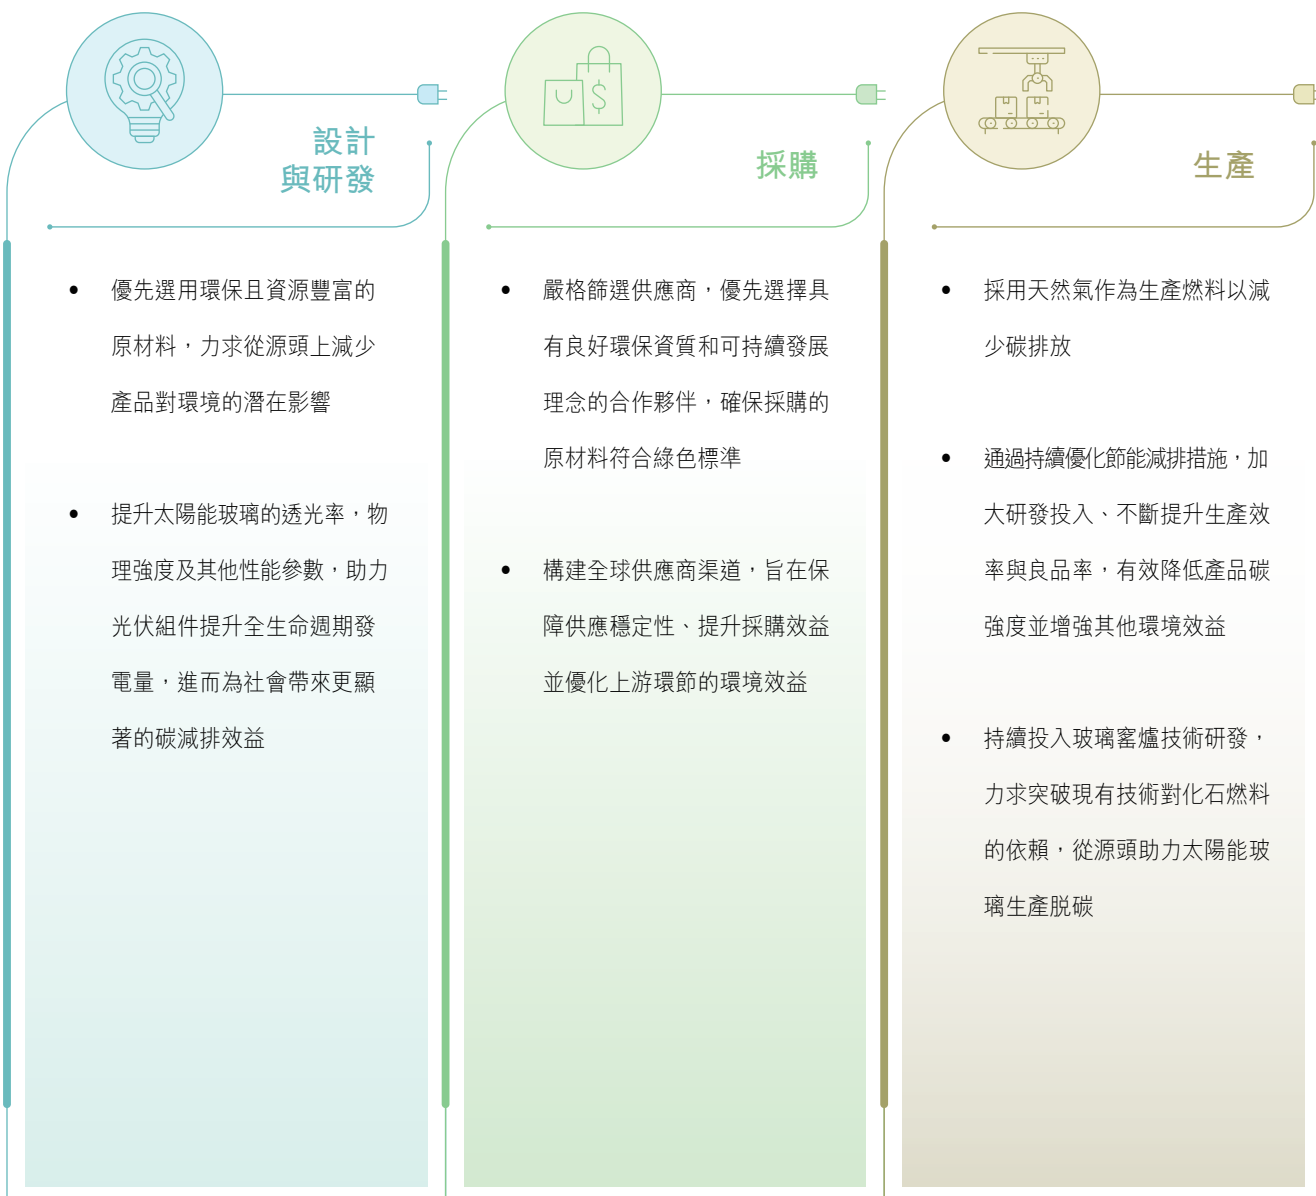 設計
與研發
優先選用環保且資源豐富的
原材料，力求從源頭上減少
產品對環境的潛在影響
提升太陽能玻璃的透光率，物
理強度及其他性能參數，助力
光伏組件提升全生命週期發
電量，進而為社會帶來更顯
著的碳減排效益
採購
嚴格篩選供應商，優先選擇具
有良好環保資質和可持續發展
理念的合作夥伴，確保採購的
原材料符合綠色標準
構建全球供應商渠道，旨在保
障供應穩定性、提升採購效益
並優化上游環節的環境效益
生產
採用天然氣作為生產燃料以減
少碳排放
通過持續優化節能減排措施，加
大研發投入、不斷提升生產效
率與良品率，有效降低產品碳
強度並增強其他環境效益
持續投入玻璃窰爐技術研發，
力求突破現有技術對化石燃料
的依賴，從源頭助力太陽能玻
璃生產脱碳